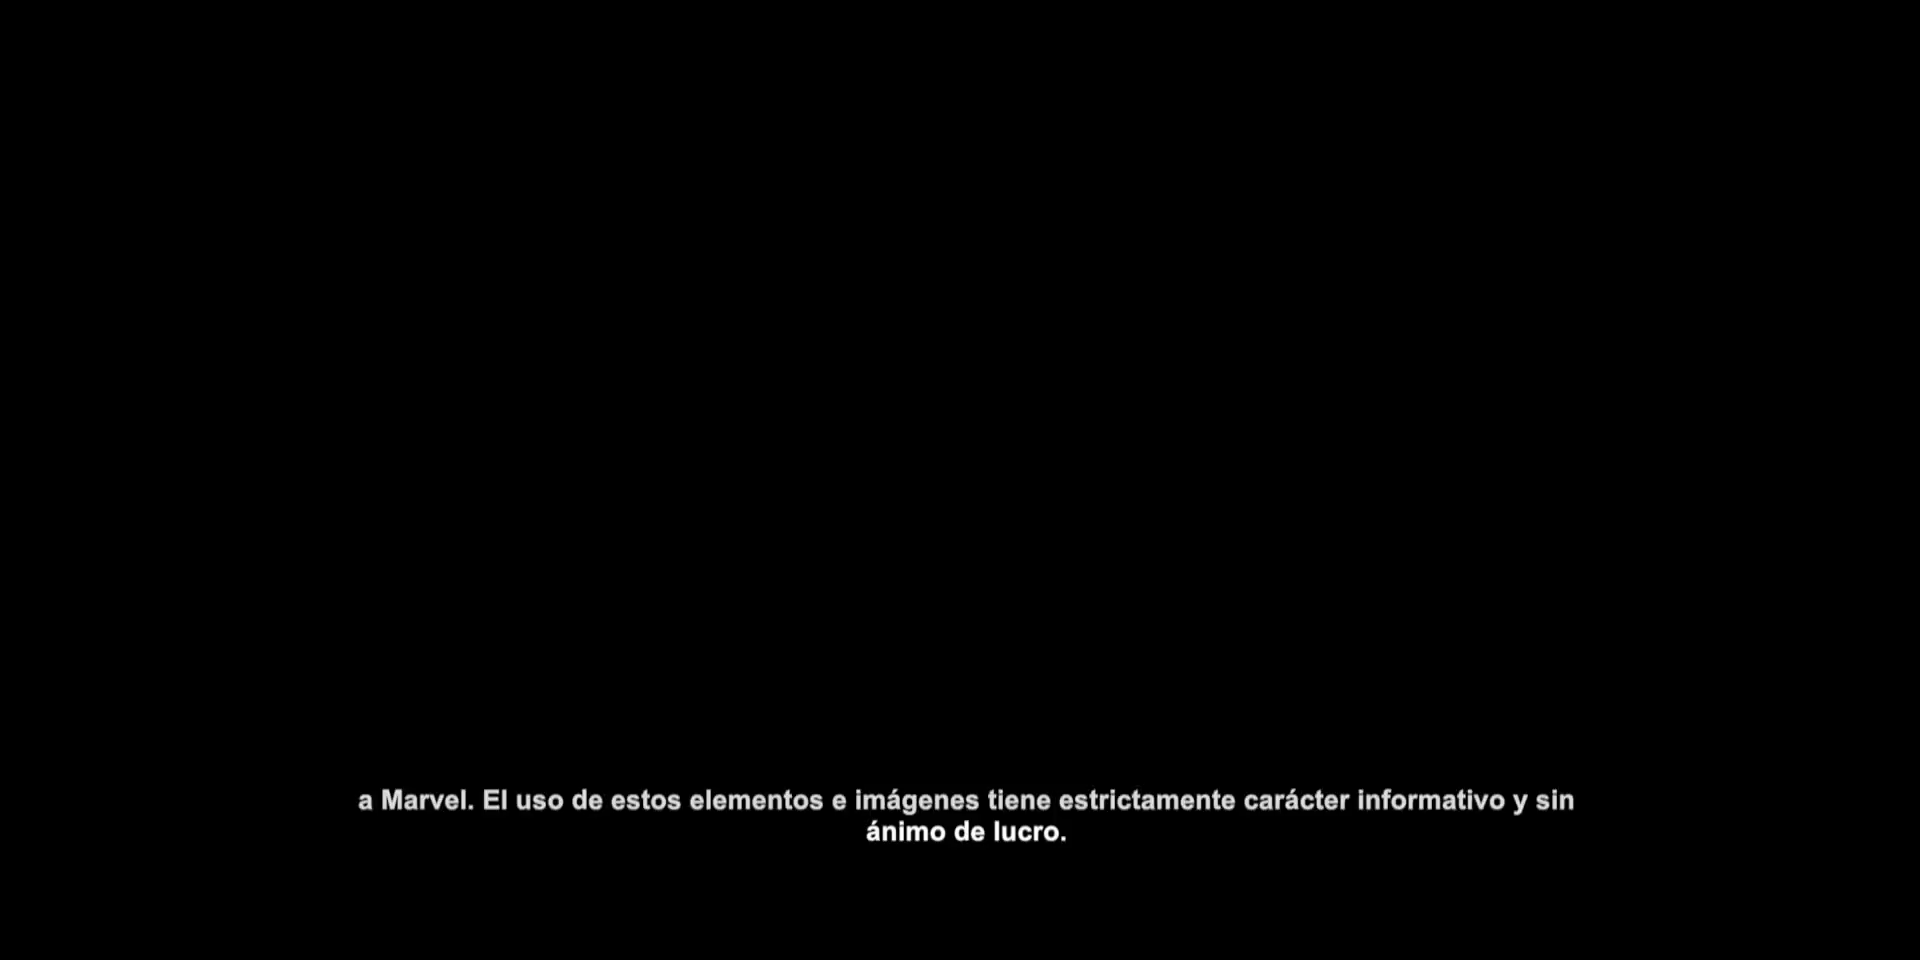 a Marvel. El uso de estos elementos e imágenes tiene estrictamente carácter informativo y sin
ánimo de lucro.